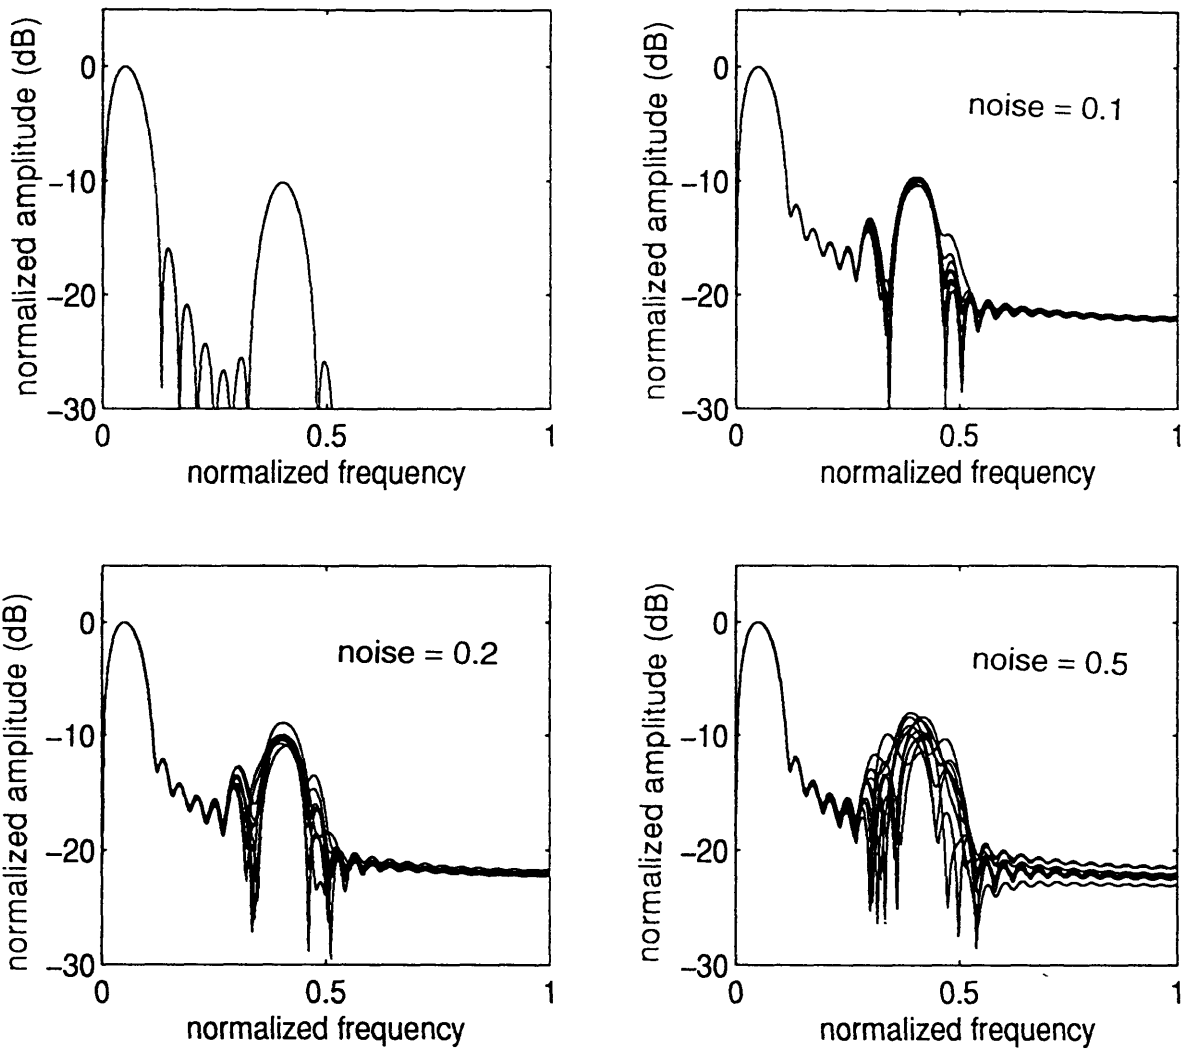 normalized amplitude (dB)
0
−10
−20
−30
0
0.5
1
normalized frequency
normalized amplitude (dB)
noise = 0.1
0
−10
−20
−30
0
0.5
1
normalized frequency
normalized amplitude (dB)
noise = 0.2
0
−10
−20
−30
0
0.5
1
normalized frequency
normalized amplitude (dB)
noise = 0.5
0
−10
−20
−30
0
0.5
1
normalized frequency